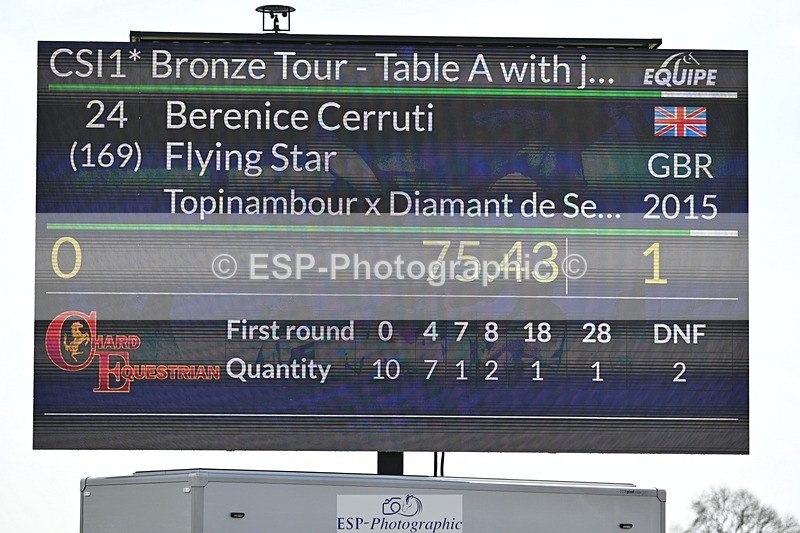 CSI1* Bronze Tour - Table A with j... EQUIPE
24 Berenice Cerruti
(169) Flying Star GBR
Topinambour x Diamant de Se... 2015
0 75.43 1
© ESP-Photographic ©
CHARD EQUESTRIAN
First round 0 4 7 8 18 28 DNF
Quantity 10 7 1 2 1 1 2
ESP-Photographic